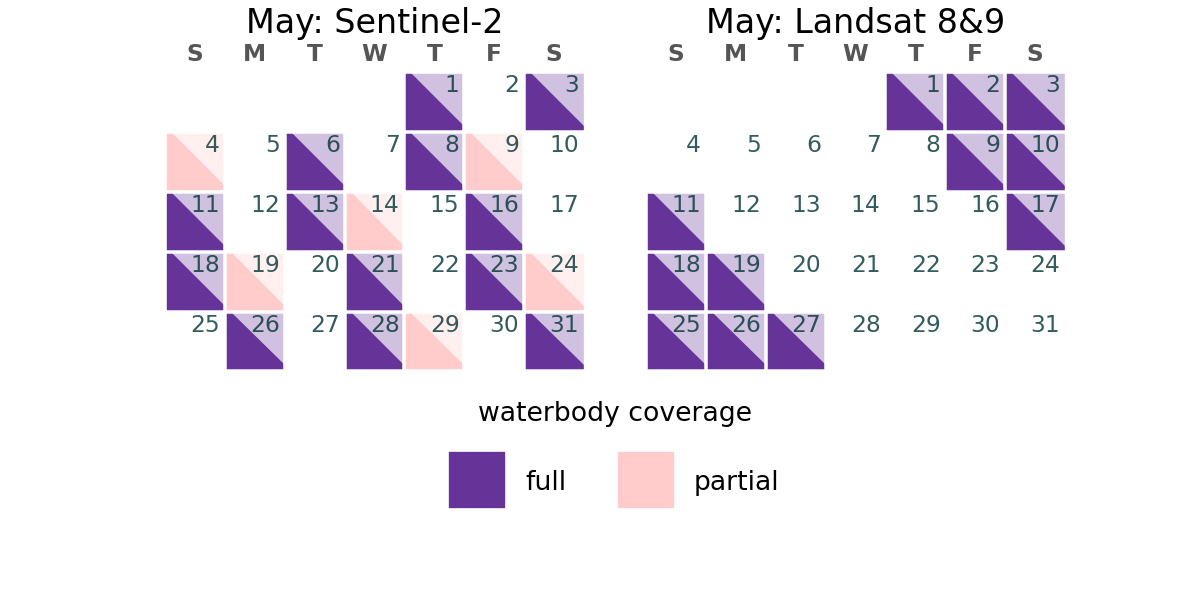 May: Sentinel-2
S M T W T F S
1 2 3
4 5 6 7 8 9 10
11 12 13 14 15 16 17
18 19 20 21 22 23 24
25 26 27 28 29 30 31
May: Landsat 8&9
S M T W T F S
1 2 3
4 5 6 7 8 9 10
11 12 13 14 15 16 17
18 19 20 21 22 23 24
25 26 27 28 29 30 31
waterbody coverage
full partial